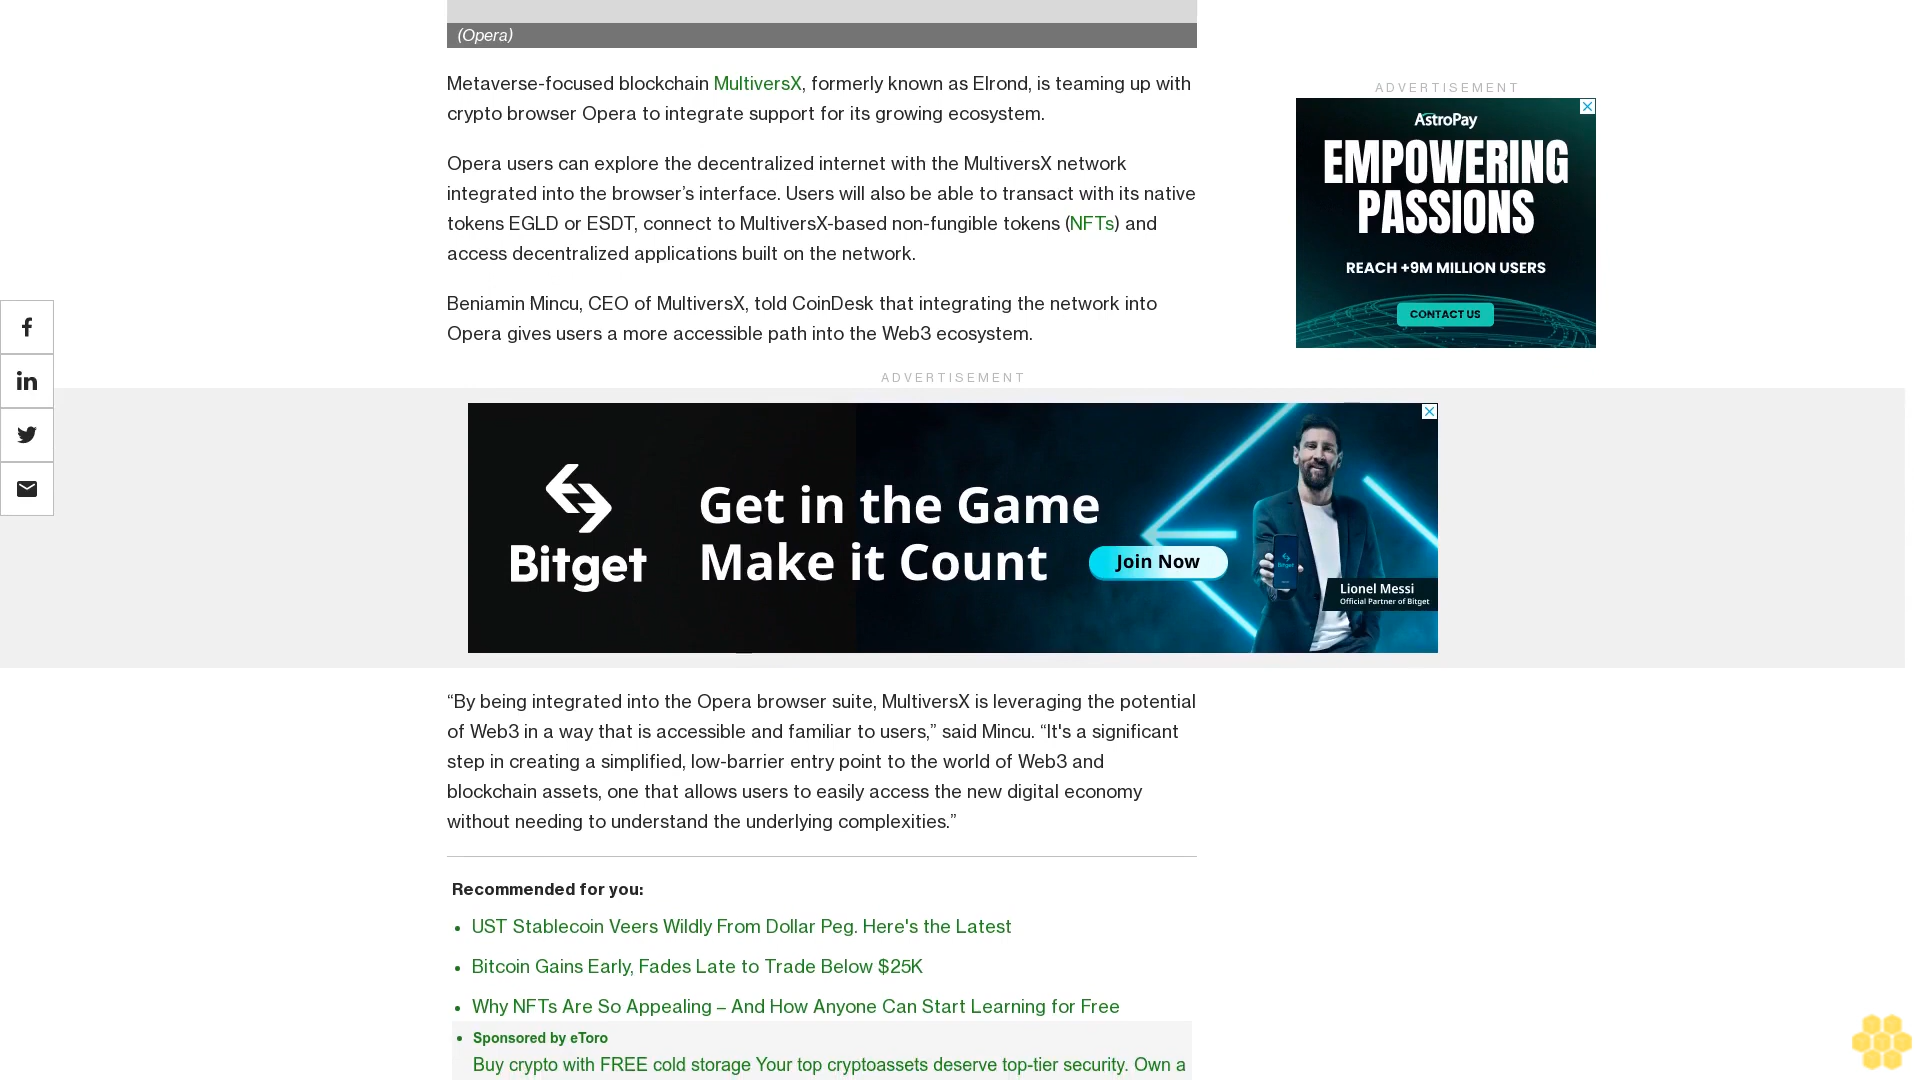 (Opera)
Metaverse-focused blockchain MultiversX, formerly known as Elrond, is teaming up with
crypto browser Opera to integrate support for its growing ecosystem.
Opera users can explore the decentralized internet with the MultiversX network
integrated into the browser’s interface. Users will also be able to transact with its native
tokens EGLD or ESDT, connect to MultiversX-based non-fungible tokens (NFTs) and
access decentralized applications built on the network.
Beniamin Mincu, CEO of MultiversX, told CoinDesk that integrating the network into
Opera gives users a more accessible path into the Web3 ecosystem.
ADVERTISEMENT
AstroPay
EMPOWERING
PASSIONS
REACH +9M MILLION USERS
CONTACT US
ADVERTISEMENT
Bitget
Get in the Game
Make it Count
Join Now
Bitget
Lionel Messi
Official Partner of Bitget
“By being integrated into the Opera browser suite, MultiversX is leveraging the potential
of Web3 in a way that is accessible and familiar to users,” said Mincu. “It's a significant
step in creating a simplified, low-barrier entry point to the world of Web3 and
blockchain assets, one that allows users to easily access the new digital economy
without needing to understand the underlying complexities.”
Recommended for you:
• UST Stablecoin Veers Wildly From Dollar Peg. Here's the Latest
• Bitcoin Gains Early, Fades Late to Trade Below $25K
• Why NFTs Are So Appealing – And How Anyone Can Start Learning for Free
• Sponsored by eToro
Buy crypto with FREE cold storage Your top cryptoassets deserve top-tier security. Own a